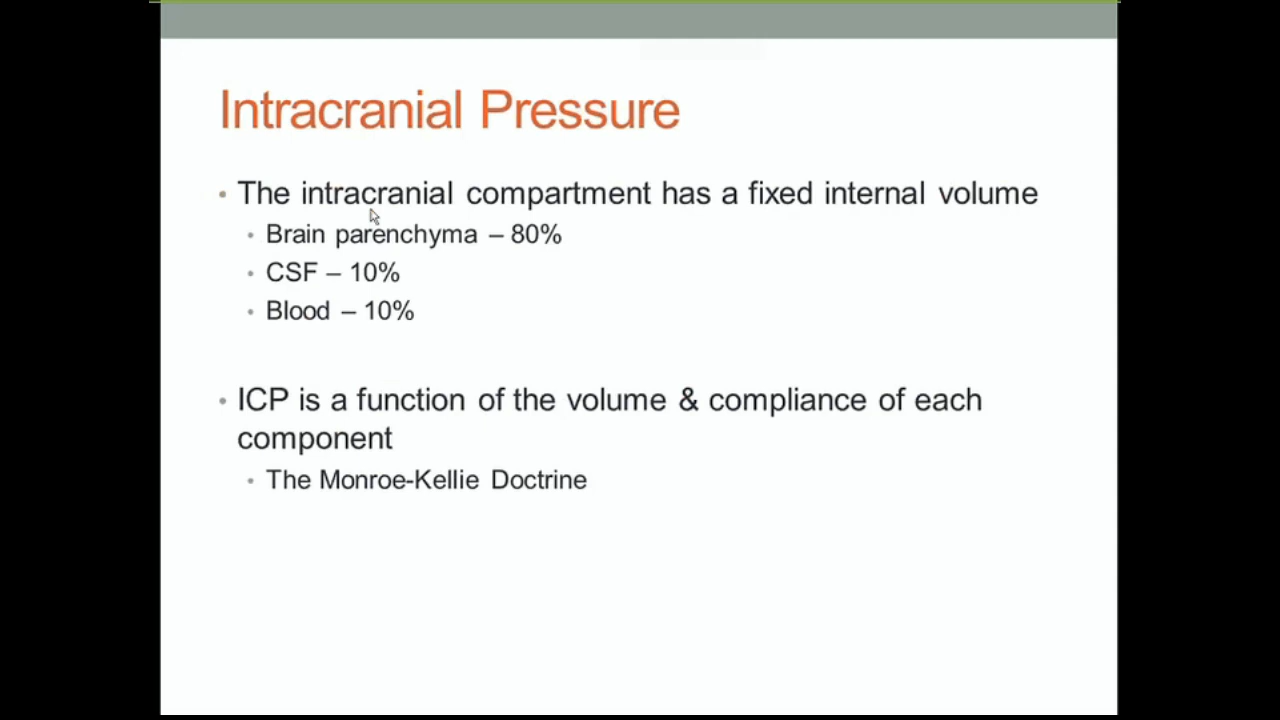 Intracranial Pressure
• The intracranial compartment has a fixed internal volume
• Brain parenchyma – 80%
• CSF – 10%
• Blood – 10%
• ICP is a function of the volume & compliance of each
component
• The Monroe-Kellie Doctrine